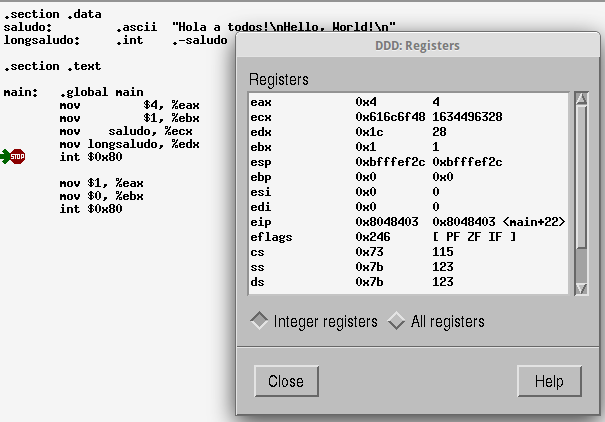 .section .data
saludo: .ascii "Hola a todos!\nHello, World!\n"
longsaludo: .int .-saludo
.section .text
main: .global main
mov $4, %eax
mov $1, %ebx
mov saludo, %ecx
mov longsaludo, %edx
STOP int $0x80
mov $1, %eax
mov $0, %ebx
int $0x80
DDD: Registers
Registers
eax 0x4 4
ecx 0x616c6f48 1634496328
edx 0x1c 28
ebx 0x1 1
esp 0xbfffef2c 0xbfffef2c
ebp 0x0 0x0
esi 0x0 0
edi 0x0 0
eip 0x8048403 0x8048403 <main+22>
eflags 0x246 [ PF ZF IF ]
cs 0x73 115
ss 0x7b 123
ds 0x7b 123
Integer registers All registers
Close Help